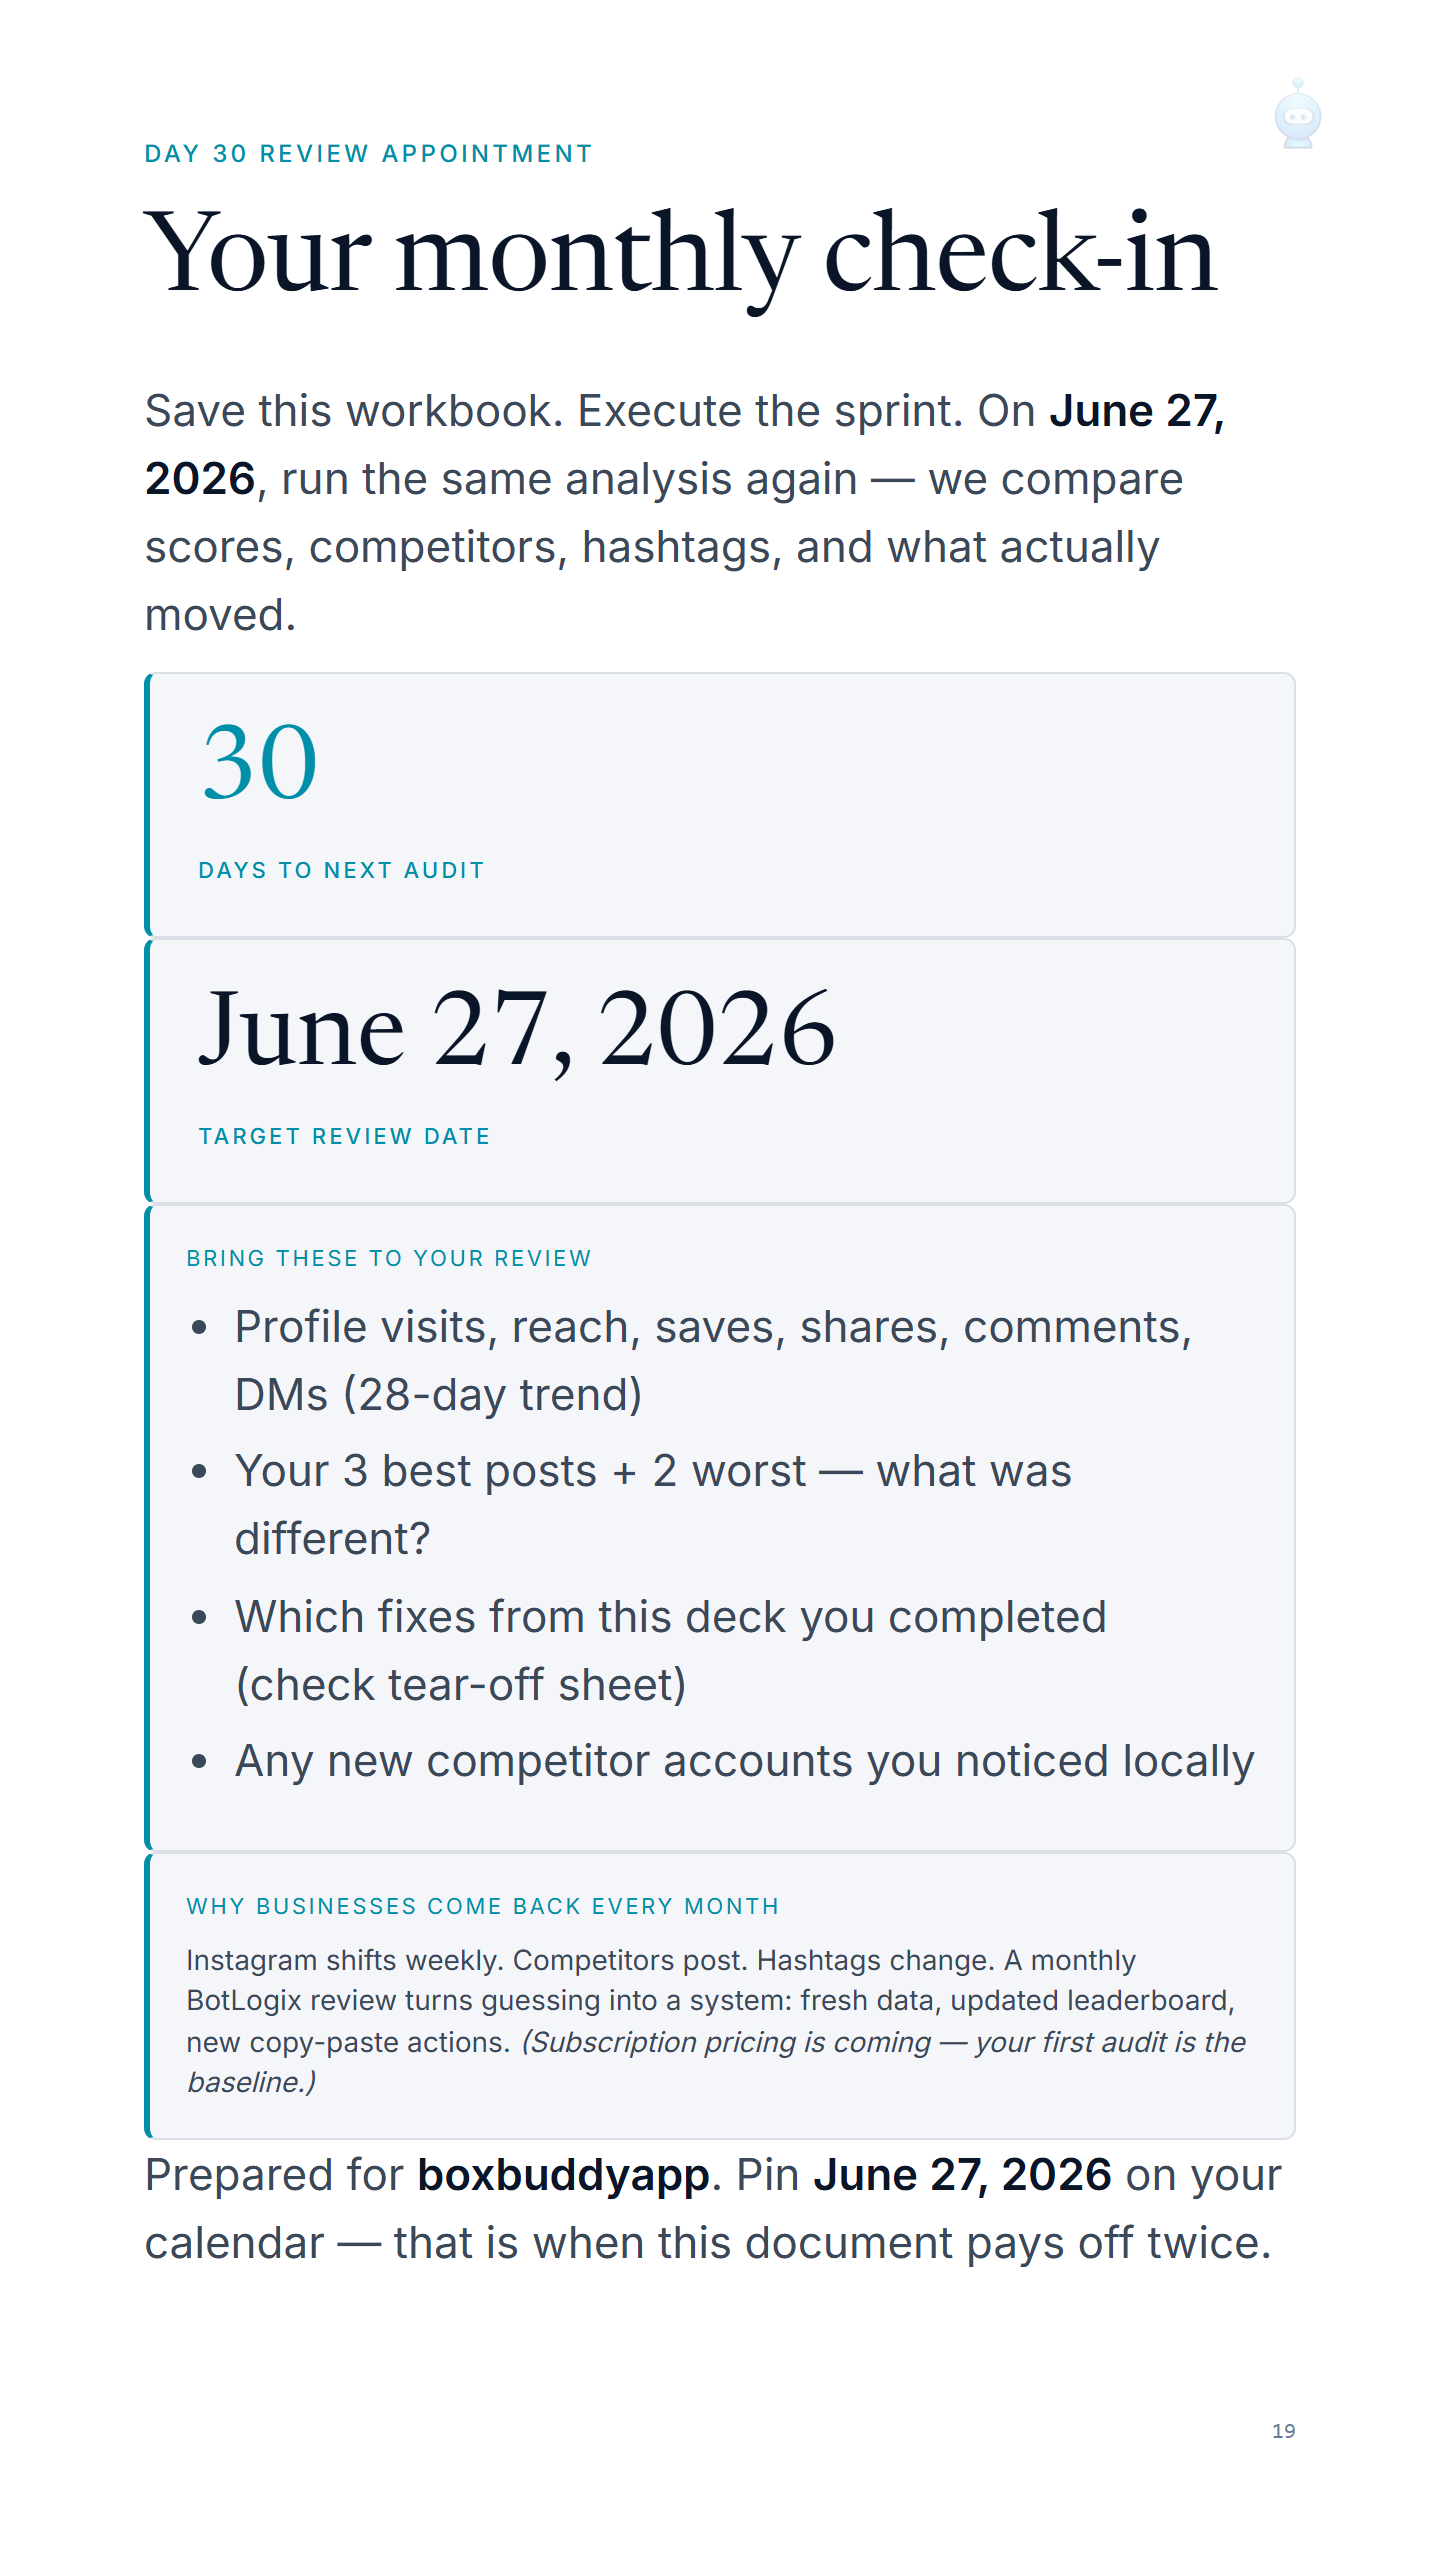 DAY 30 REVIEW APPOINTMENT
Your monthly check-in
Save this workbook. Execute the sprint. On June 27,
2026, run the same analysis again — we compare
scores, competitors, hashtags, and what actually
moved.
30
DAYS TO NEXT AUDIT
June 27, 2026
TARGET REVIEW DATE
BRING THESE TO YOUR REVIEW
• Profile visits, reach, saves, shares, comments,
DMs (28-day trend)
• Your 3 best posts + 2 worst — what was
different?
• Which fixes from this deck you completed
(check tear-off sheet)
• Any new competitor accounts you noticed locally
WHY BUSINESSES COME BACK EVERY MONTH
Instagram shifts weekly. Competitors post. Hashtags change. A monthly
BotLogix review turns guessing into a system: fresh data, updated leaderboard,
new copy-paste actions. (Subscription pricing is coming — your first audit is the
baseline.)
Prepared for boxbuddyapp. Pin June 27, 2026 on your
calendar — that is when this document pays off twice.
19